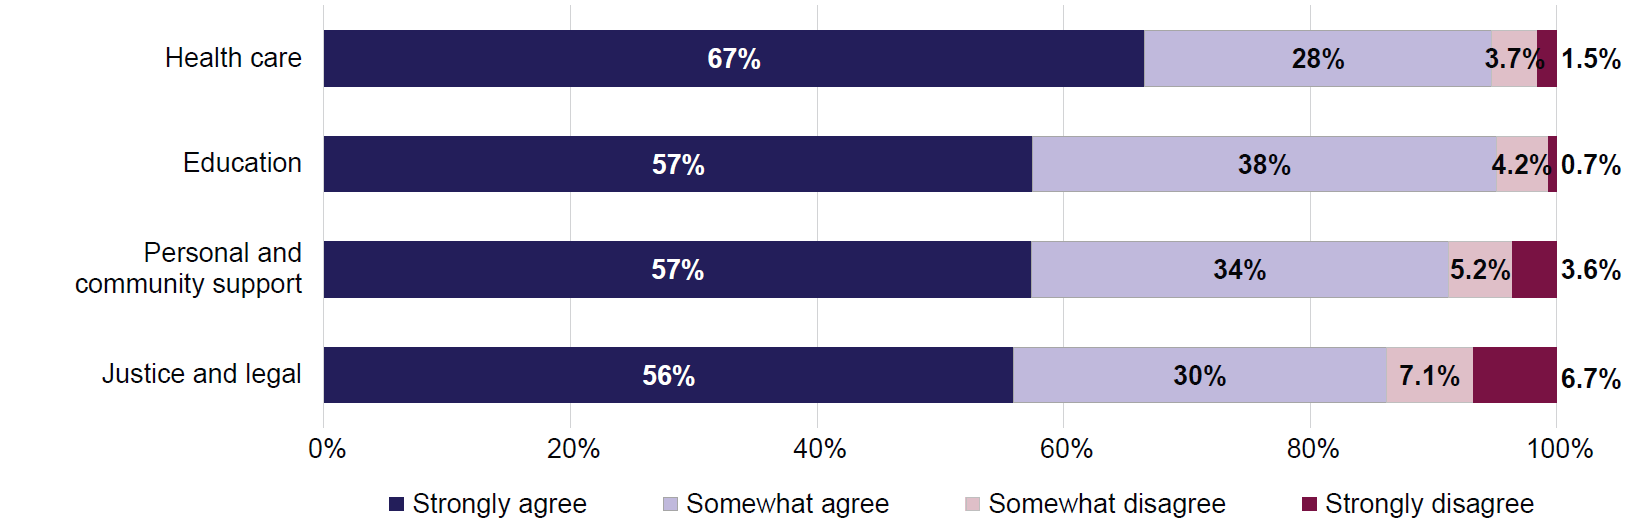 Health care
67%
28%
3.7%
1.5%
Education
57%
38%
4.2%
0.7%
Personal and
community support
57%
34%
5.2%
3.6%
Justice and legal
56%
30%
7.1%
6.7%
0%
20%
40%
60%
80%
100%
Strongly agree
Somewhat agree
Somewhat disagree
Strongly disagree